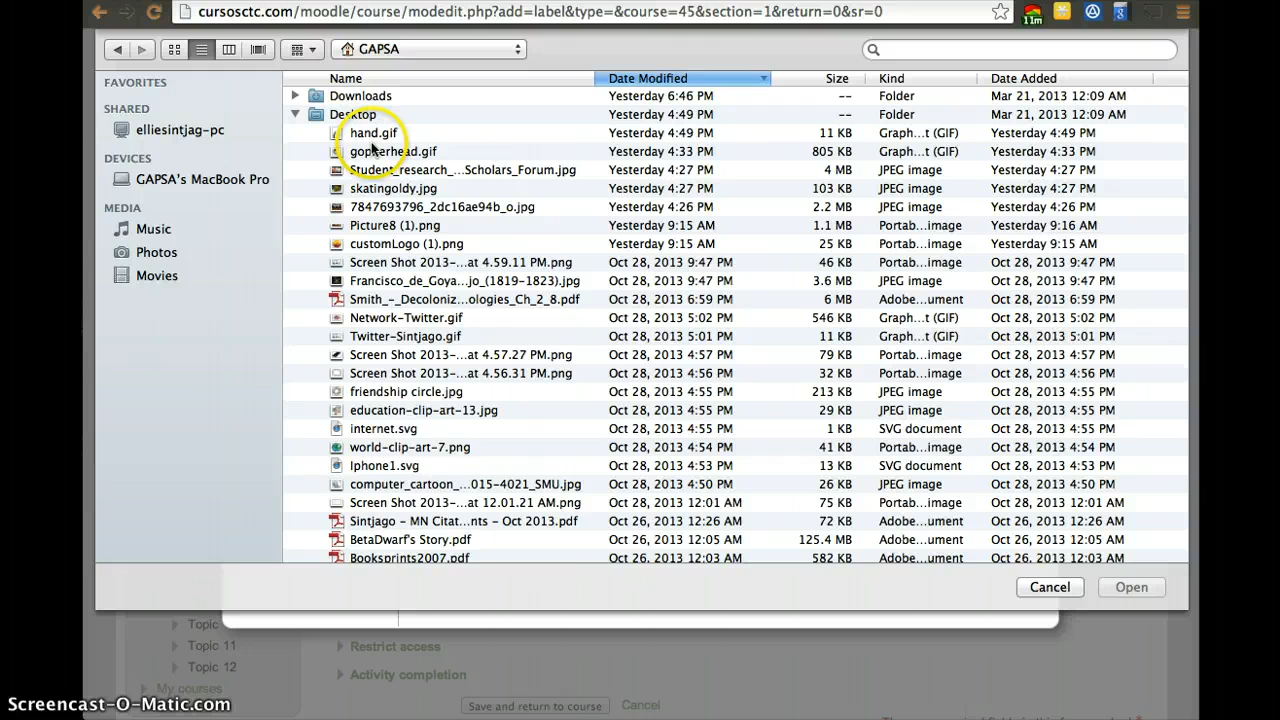 cursosctc.com/moodle/course/modedit.php?add=label&type=&course=45&section=1&return=0&sr=0
11m
GAPSA
FAVORITES
SHARED
elliesintjag-pc
DEVICES
GAPSA's MacBook Pro
MEDIA
Music
Photos
Movies
Name Date Modified Size Kind Date Added
Downloads Yesterday 6:46 PM -- Folder Mar 21, 2013 12:09 AM
Desktop Yesterday 4:49 PM -- Folder Mar 21, 2013 12:09 AM
hand.gif Yesterday 4:49 PM 11 KB Graph...t (GIF) Yesterday 4:49 PM
gopherhead.gif Yesterday 4:33 PM 805 KB Graph...t (GIF) Yesterday 4:33 PM
Student_research_...Scholars_Forum.jpg Yesterday 4:27 PM 4 MB JPEG image Yesterday 4:27 PM
skatingoldy.jpg Yesterday 4:27 PM 103 KB JPEG image Yesterday 4:27 PM
7847693796_2dc16ae94b_o.jpg Yesterday 4:26 PM 2.2 MB JPEG image Yesterday 4:27 PM
Picture8 (1).png Yesterday 9:15 AM 1.1 MB Portab...image Yesterday 9:16 AM
customLogo (1).png Yesterday 9:15 AM 25 KB Portab...image Yesterday 9:15 AM
Screen Shot 2013-...at 4.59.11 PM.png Oct 28, 2013 9:47 PM 46 KB Portab...image Oct 28, 2013 9:47 PM
Francisco_de_Goya...jo_(1819-1823).jpg Oct 28, 2013 9:47 PM 3.6 MB JPEG image Oct 28, 2013 9:47 PM
Smith_-_Decoloniz...ologies_Ch_2_8.pdf Oct 28, 2013 6:59 PM 6 MB Adobe...ument Oct 28, 2013 6:59 PM
Network-Twitter.gif Oct 28, 2013 5:02 PM 546 KB Graph...t (GIF) Oct 28, 2013 5:02 PM
Twitter-Sintjago.gif Oct 28, 2013 5:01 PM 11 KB Graph...t (GIF) Oct 28, 2013 5:01 PM
Screen Shot 2013-...at 4.57.27 PM.png Oct 28, 2013 4:57 PM 79 KB Portab...image Oct 28, 2013 4:57 PM
Screen Shot 2013-...at 4.56.31 PM.png Oct 28, 2013 4:57 PM 32 KB Portab...image Oct 28, 2013 4:57 PM
friendship circle.jpg Oct 28, 2013 4:55 PM 213 KB JPEG image Oct 28, 2013 4:55 PM
education-clip-art-13.jpg Oct 28, 2013 4:55 PM 29 KB JPEG image Oct 28, 2013 4:55 PM
internet.svg Oct 28, 2013 4:55 PM 1 KB SVG document Oct 28, 2013 4:55 PM
world-clip-art-7.png Oct 28, 2013 4:54 PM 41 KB Portab...image Oct 28, 2013 4:54 PM
Iphone1.svg Oct 28, 2013 4:53 PM 13 KB SVG document Oct 28, 2013 4:53 PM
computer_cartoon_...015-4021_SMU.jpg Oct 28, 2013 4:50 PM 26 KB JPEG image Oct 28, 2013 4:50 PM
Screen Shot 2013-...at 12.01.21 AM.png Oct 28, 2013 12:01 AM 75 KB Portab...image Oct 28, 2013 12:01 AM
Sintjago - MN Citat...nts - Oct 2013.pdf Oct 26, 2013 12:26 AM 72 KB Adobe...ument Oct 26, 2013 12:26 AM
BetaDwarf's Story.pdf Oct 26, 2013 12:05 AM 125.4 MB Adobe...ument Oct 26, 2013 12:05 AM
Booksprints2007.pdf Oct 26, 2013 12:03 AM 582 KB Adobe...ument Oct 26, 2013 12:03 AM
Cancel Open
Topic
Topic 11
Topic 12
My courses
Restrict access
Activity completion
Save and return to course Cancel
Screencast-O-Matic.com